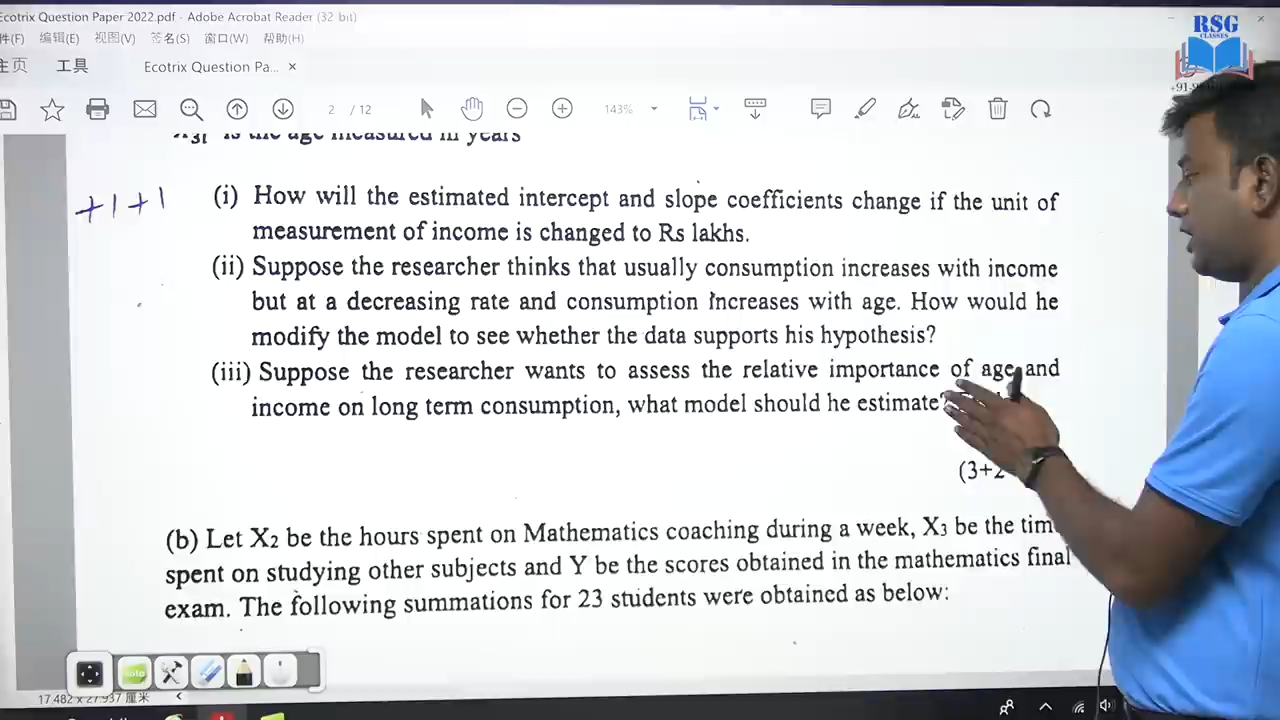 Ecotrix Question Paper 2022.pdf - Adobe Acrobat Reader (32 bit)
件(F) 编辑(E) 视图(V) 签名(S) 窗口(W) 帮助(H)
主页 工具 Ecotrix Question Pa... ×
2 / 12 143%
RSG
CLASSES
is the age measured in years
+1+1
(i) How will the estimated intercept and slope coefficients change if the unit of
measurement of income is changed to Rs lakhs.
(ii) Suppose the researcher thinks that usually consumption increases with income
but at a decreasing rate and consumption increases with age. How would he
modify the model to see whether the data supports his hypothesis?
(iii) Suppose the researcher wants to assess the relative importance of age and
income on long term consumption, what model should he estimate?
(3+2
(b) Let X2 be the hours spent on Mathematics coaching during a week, X3 be the tim
spent on studying other subjects and Y be the scores obtained in the mathematics final
exam. The following summations for 23 students were obtained as below:
17.482 x 27.937 厘米